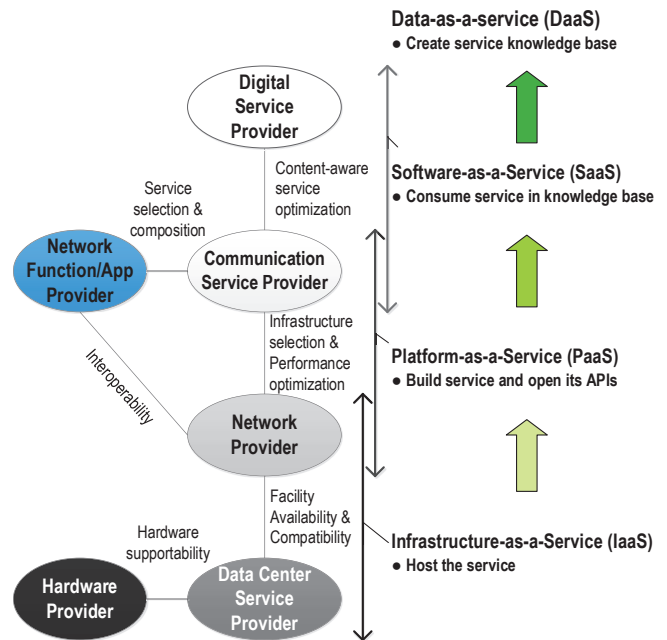 Data-as-a-service (DaaS)
● Create service knowledge base
Digital
Service
Provider
Content-aware
service
optimization
Service
selection &
composition
Software-as-a-Service (SaaS)
● Consume service in knowledge base
Network
Function/App
Provider
Communication
Service Provider
Infrastructure
selection &
Performance
optimization
Interoperability
Platform-as-a-Service (PaaS)
● Build service and open its APIs
Network
Provider
Facility
Availability &
Compatibility
Hardware
supportability
Infrastructure-as-a-Service (IaaS)
● Host the service
Hardware
Provider
Data Center
Service
Provider